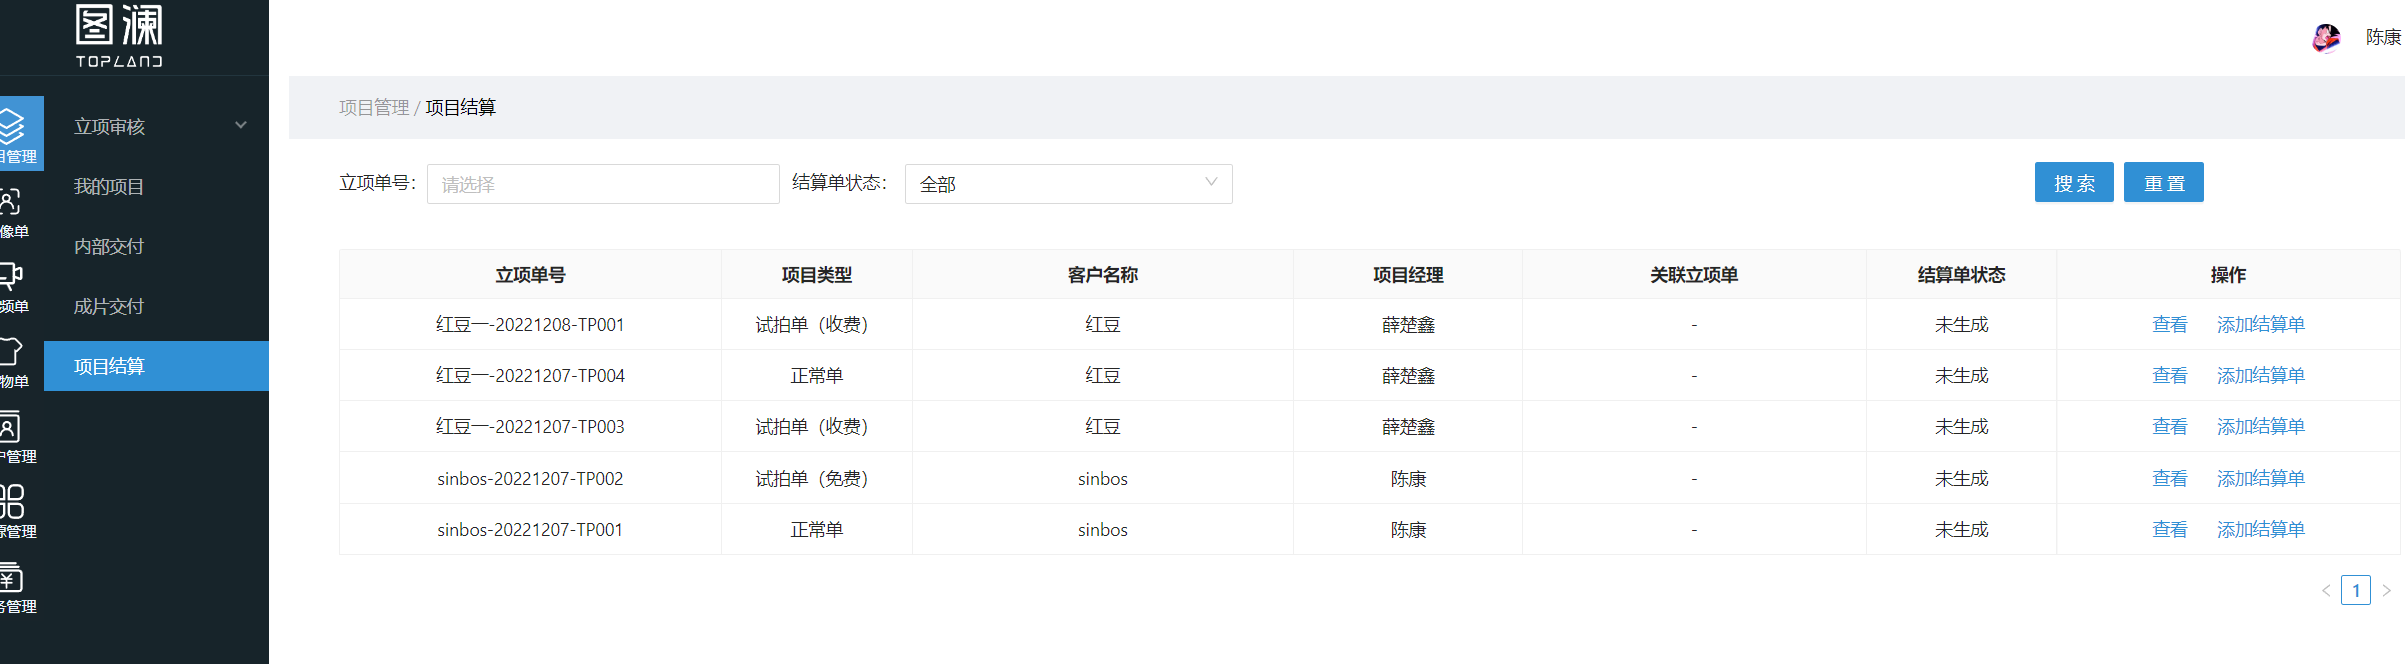 图澜
TOPLAND
陈康
目管理
像单
频单
物单
户管理
源管理
务管理
立项审核
我的项目
内部交付
成片交付
项目结算
项目管理 / 项目结算
立项单号： 请选择 结算单状态： 全部 搜索 重置
立项单号 项目类型 客户名称 项目经理 关联立项单 结算单状态 操作
红豆一-20221208-TP001 试拍单（收费） 红豆 薛楚鑫 - 未生成 查看 添加结算单
红豆一-20221207-TP004 正常单 红豆 薛楚鑫 - 未生成 查看 添加结算单
红豆一-20221207-TP003 试拍单（收费） 红豆 薛楚鑫 - 未生成 查看 添加结算单
sinbos-20221207-TP002 试拍单（免费） sinbos 陈康 - 未生成 查看 添加结算单
sinbos-20221207-TP001 正常单 sinbos 陈康 - 未生成 查看 添加结算单
< 1 >